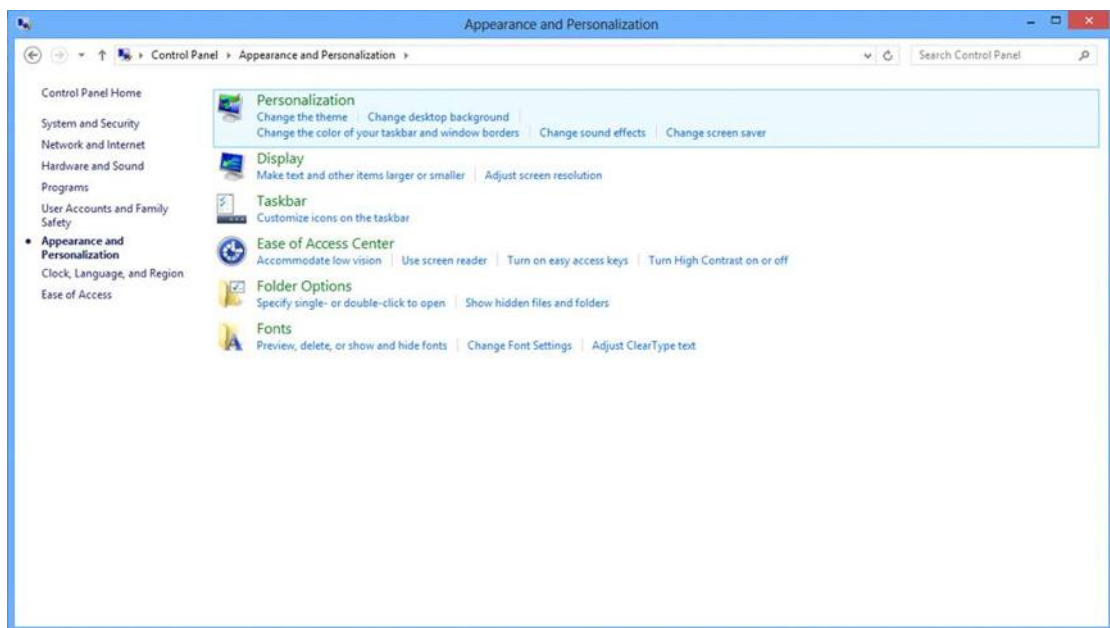 Appearance and Personalization
Control Panel Appearance and Personalization
Search Control Panel
Control Panel Home
System and Security
Network and Internet
Hardware and Sound
Programs
User Accounts and Family
Safety
Appearance and
Personalization
Clock, Language, and Region
Ease of Access
Personalization
Change the theme Change desktop background
Change the color of your taskbar and window borders Change sound effects Change screen saver
Display
Make text and other items larger or smaller Adjust screen resolution
Taskbar
Customize icons on the taskbar
Ease of Access Center
Accommodate low vision Use screen reader Turn on easy access keys Turn High Contrast on or off
Folder Options
Specify single- or double-click to open Show hidden files and folders
Fonts
Preview, delete, or show and hide fonts Change Font Settings Adjust ClearType text